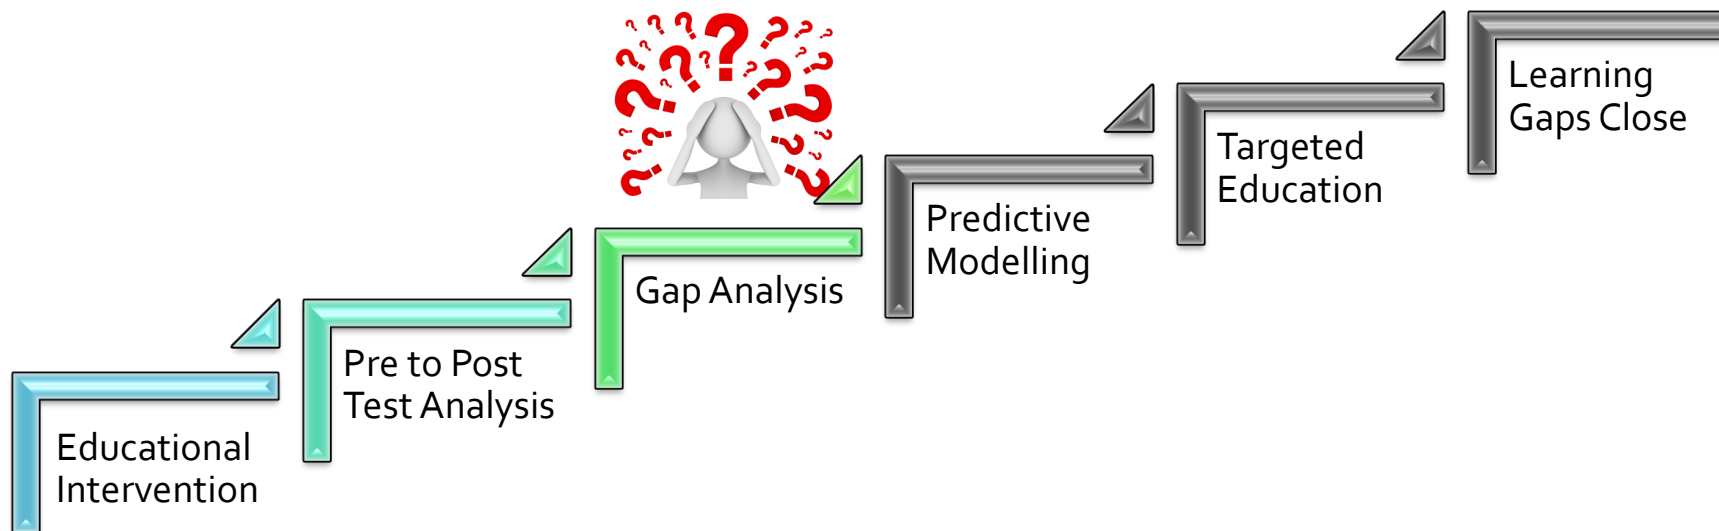 Educational
Intervention
Pre to Post
Test Analysis
Gap Analysis
Predictive
Modelling
Targeted
Education
Learning
Gaps Close